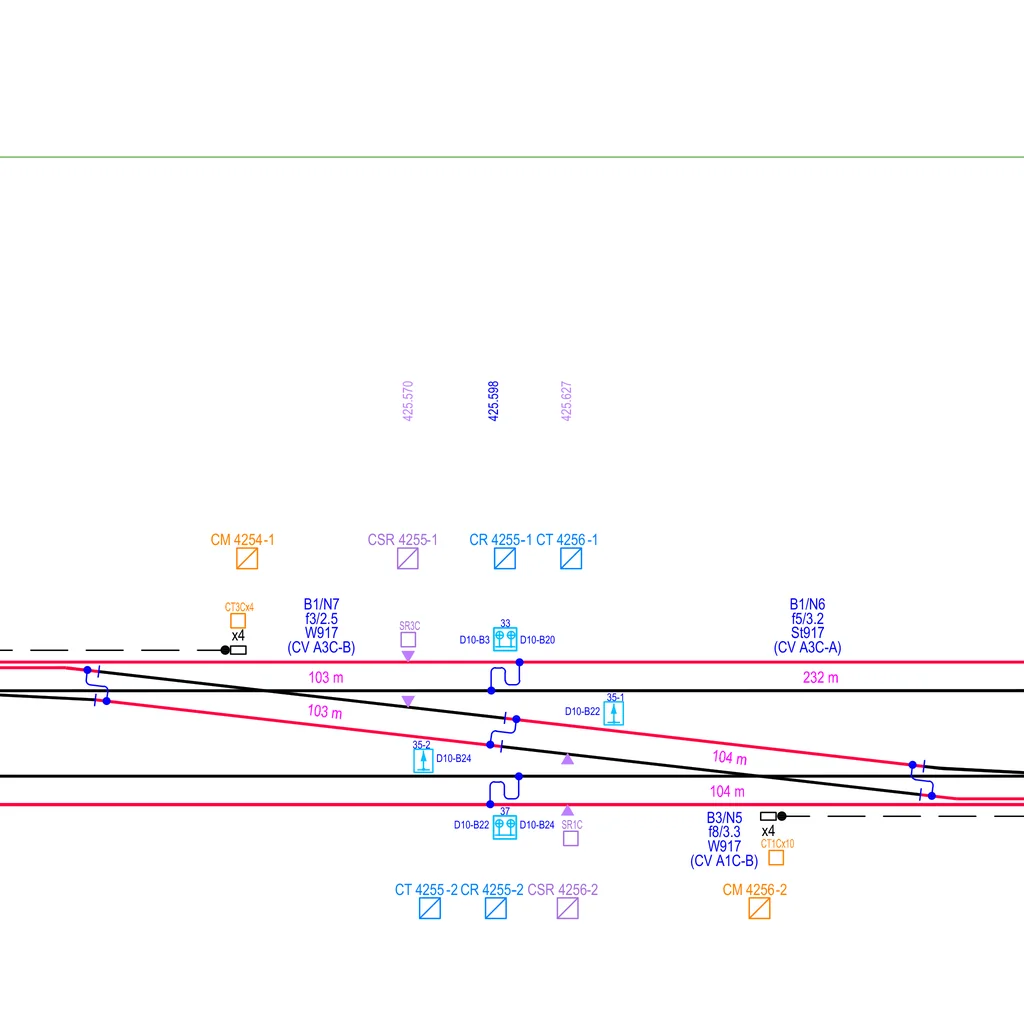 425.570
425.598
425.627
CM 4254-1
CSR 4255-1
CR 4255-1
CT 4256-1
CT3Cx4
x4
B1/N7
f3/2.5
W917
(CV A3C-B)
SR3C
33
D10-B3
D10-B20
B1/N6
f5/3.2
St917
(CV A3C-A)
103 m
232 m
103 m
35-1
D10-B22
35-2
D10-B24
104 m
104 m
37
D10-B22
D10-B24
SR1C
B3/N5
f8/3.3
W917
(CV A1C-B)
x4
CT1Cx10
CT 4255-2
CR 4255-2
CSR 4256-2
CM 4256-2